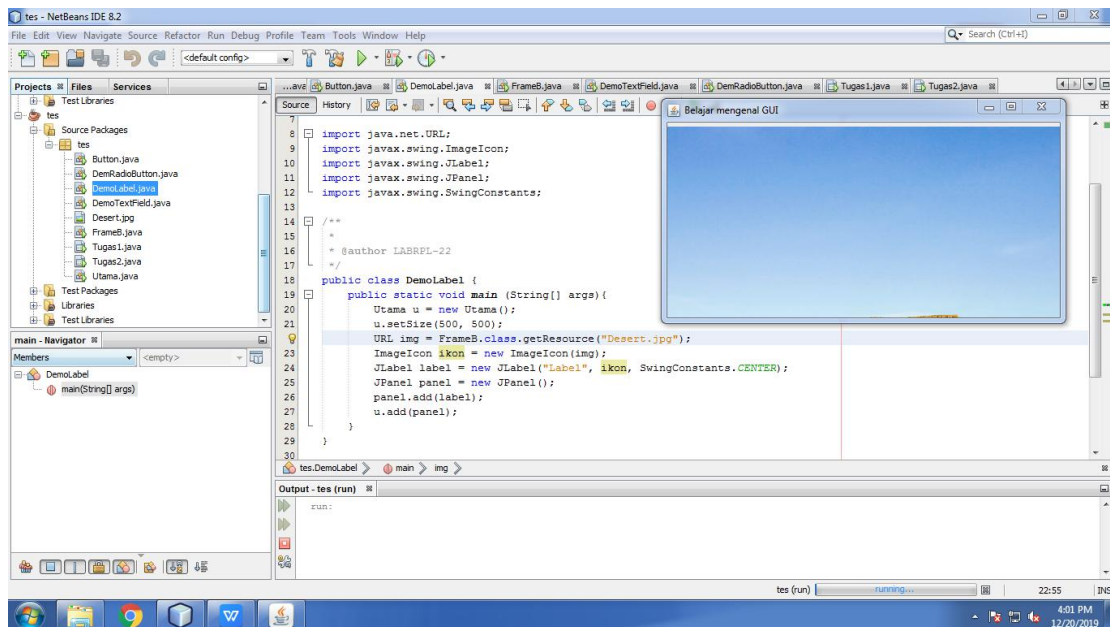 tes - NetBeans IDE 8.2
File Edit View Navigate Source Refactor Run Debug Profile Team Tools Window Help
Search (Ctrl+I)
<default config>
Projects Files Services
Test Libraries
tes
Source Packages
tes
Button.java
DemRadioButton.java
DemoLabel.java
DemoTextField.java
Desert.jpg
FrameB.java
Tugas1.java
Tugas2.java
Utama.java
Test Packages
Libraries
Test Libraries
main - Navigator
Members <empty>
DemoLabel
main(String[] args)
...ava Button.java DemoLabel.java FrameB.java DemoTextField.java DemRadioButton.java Tugas1.java Tugas2.java
Source History
Belajar mengenal GUI
7
8 import java.net.URL;
9 import javax.swing.ImageIcon;
10 import javax.swing.JLabel;
11 import javax.swing.JPanel;
12 import javax.swing.SwingConstants;
13
14 /**
15 *
16 * @author LABRPL-22
17 */
18 public class DemoLabel {
19 public static void main (String[] args){
20 Utama u = new Utama();
21 u.setSize(500, 500);
URL img = FrameB.class.getResource("Desert.jpg");
23 ImageIcon ikon = new ImageIcon(img);
24 JLabel label = new JLabel("Label", ikon, SwingConstants.CENTER);
25 JPanel panel = new JPanel();
26 panel.add(label);
27 u.add(panel);
28 }
29 }
30
tes.DemoLabel main img
Output - tes (run)
run:
tes (run) running... 22:55 INS
4:01 PM
12/20/2019